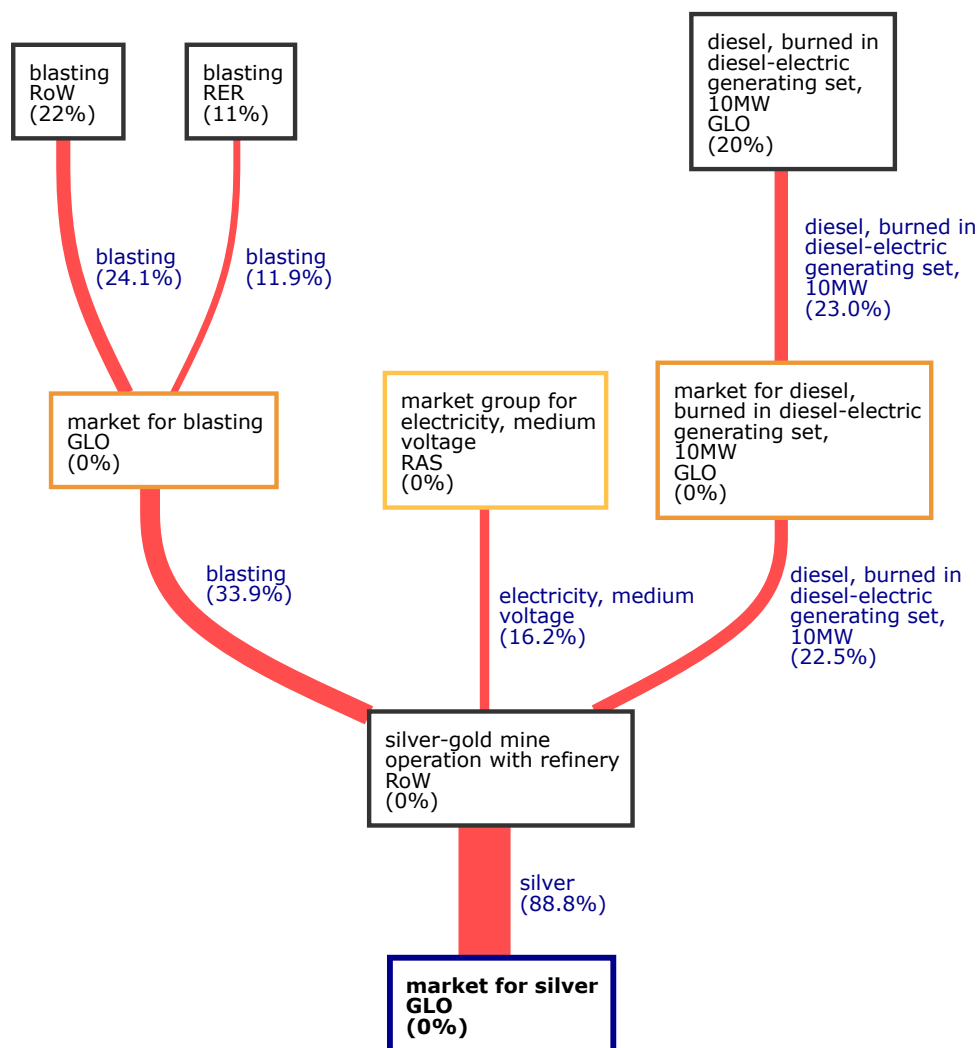 blasting
RoW
(22%)
blasting
RER
(11%)
diesel, burned in
diesel-electric
generating set,
10MW
GLO
(20%)
blasting
(24.1%)
blasting
(11.9%)
diesel, burned in
diesel-electric
generating set,
10MW
(23.0%)
market for blasting
GLO
(0%)
market group for
electricity, medium
voltage
RAS
(0%)
market for diesel,
burned in diesel-electric
generating set,
10MW
GLO
(0%)
blasting
(33.9%)
electricity, medium
voltage
(16.2%)
diesel, burned in
diesel-electric
generating set,
10MW
(22.5%)
silver-gold mine
operation with refinery
RoW
(0%)
silver
(88.8%)
market for silver
GLO
(0%)